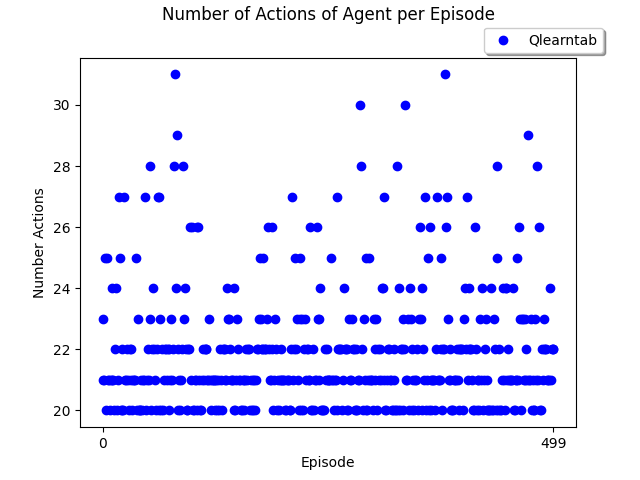 Number of Actions of Agent per Episode
Qlearntab
30
28
26
24
22
20
Number Actions
0
499
Episode